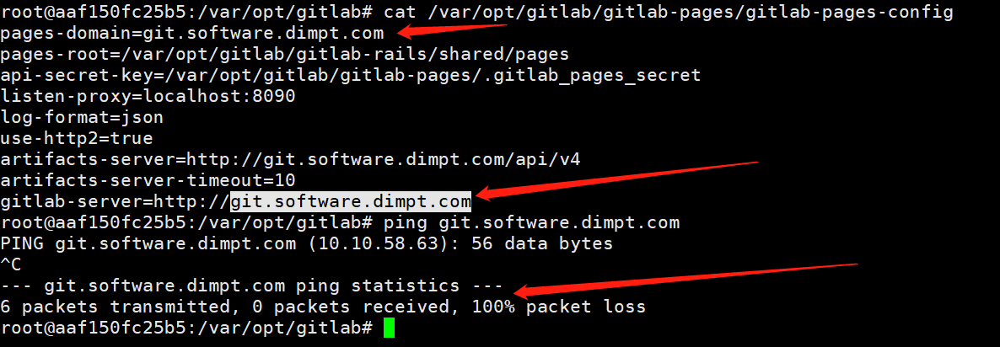 root@aaf150fc25b5:/var/opt/gitlab# cat /var/opt/gitlab/gitlab-pages/gitlab-pages-config
pages-domain=git.software.dimpt.com
pages-root=/var/opt/gitlab/gitlab-rails/shared/pages
api-secret-key=/var/opt/gitlab/gitlab-pages/.gitlab_pages_secret
listen-proxy=localhost:8090
log-format=json
use-http2=true
artifacts-server=http://git.software.dimpt.com/api/v4
artifacts-server-timeout=10
gitlab-server=http://git.software.dimpt.com
root@aaf150fc25b5:/var/opt/gitlab# ping git.software.dimpt.com
PING git.software.dimpt.com (10.10.58.63): 56 data bytes
^C
--- git.software.dimpt.com ping statistics ---
6 packets transmitted, 0 packets received, 100% packet loss
root@aaf150fc25b5:/var/opt/gitlab#